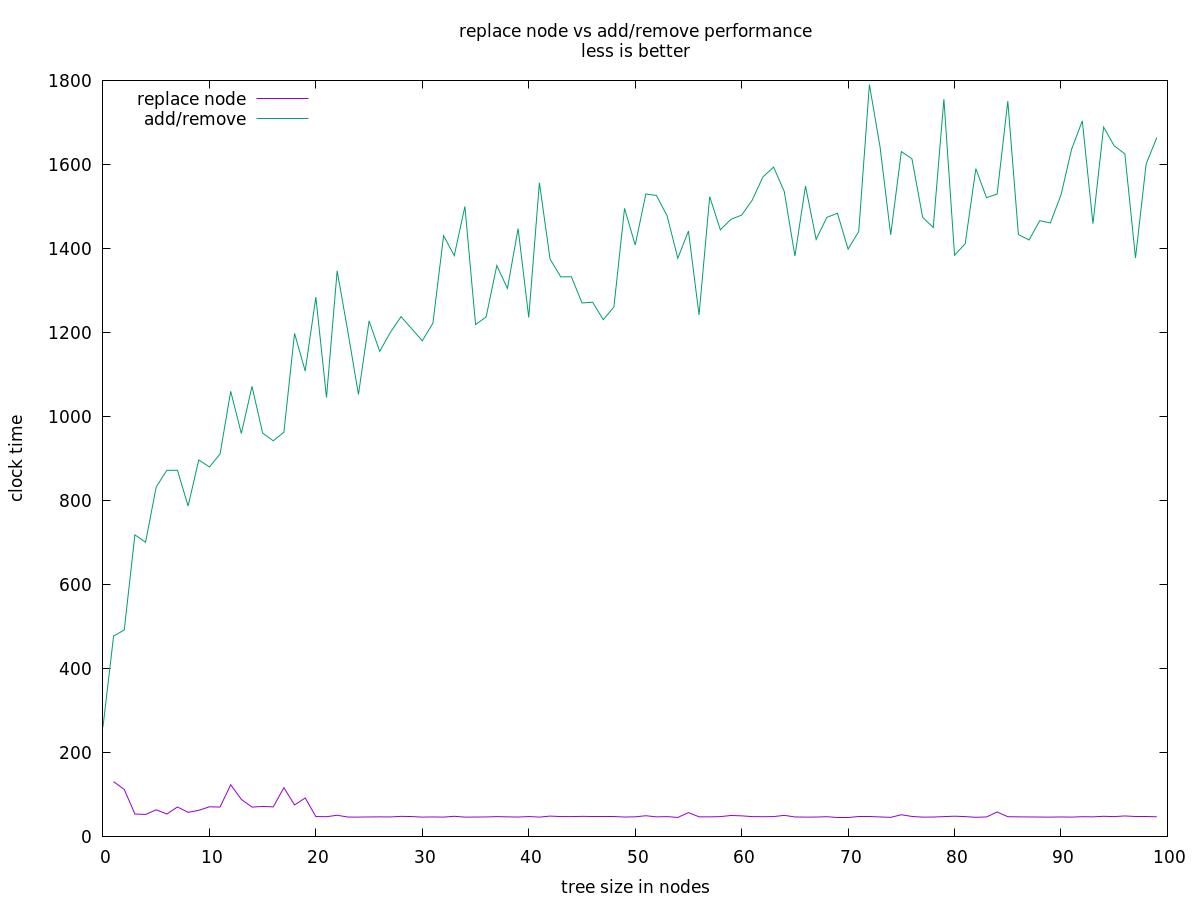 replace node vs add/remove performance
less is better
replace node
add/remove
1800
1600
1400
1200
1000
800
600
400
200
0
clock time
0 10 20 30 40 50 60 70 80 90 100
tree size in nodes